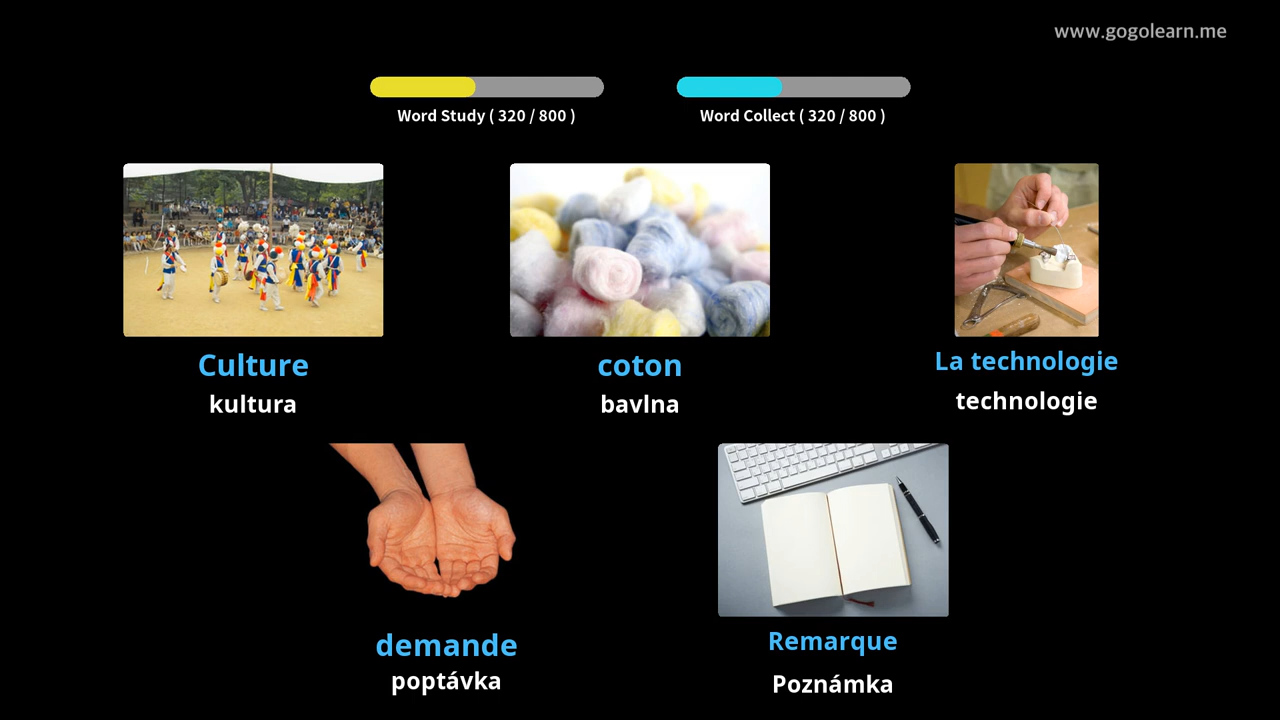 www.gogolearn.me
Word Study ( 320 / 800 )
Word Collect ( 320 / 800 )
Culture
kultura
coton
bavlna
La technologie
technologie
demande
poptávka
Remarque
Poznámka